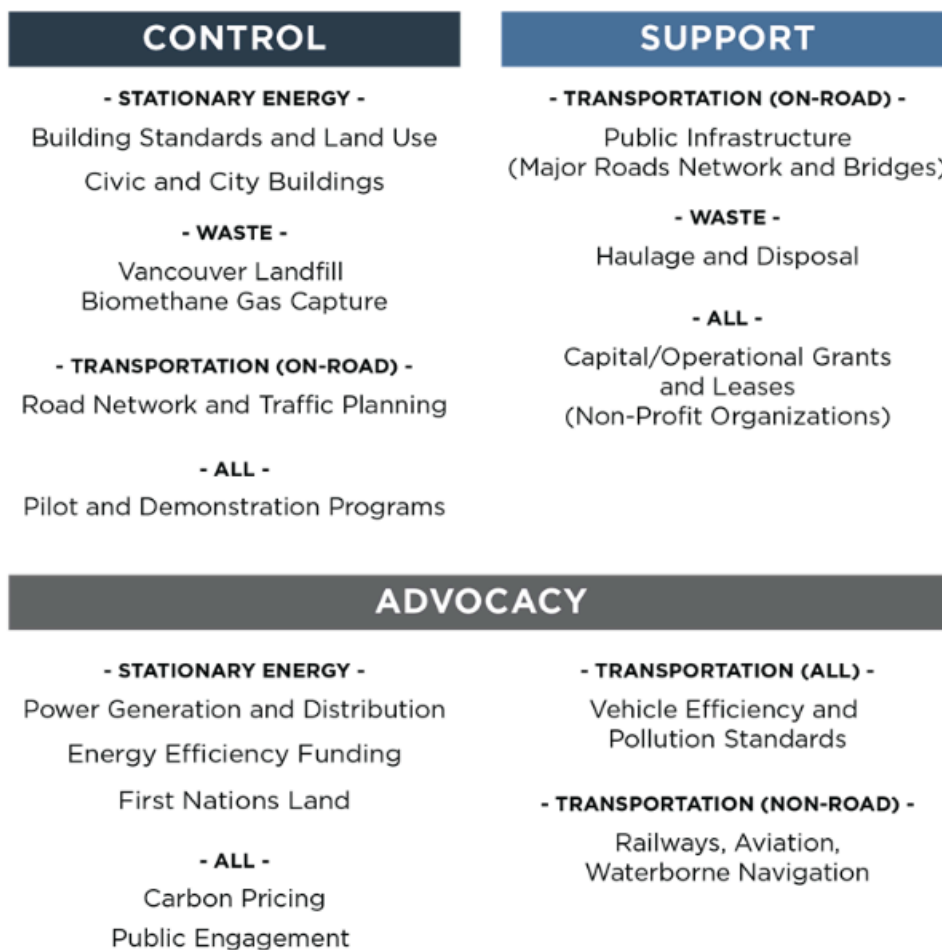 CONTROL
- STATIONARY ENERGY -
Building Standards and Land Use
Civic and City Buildings
- WASTE -
Vancouver Landfill
Biomethane Gas Capture
- TRANSPORTATION (ON-ROAD) -
Road Network and Traffic Planning
- ALL -
Pilot and Demonstration Programs
SUPPORT
- TRANSPORTATION (ON-ROAD) -
Public Infrastructure
(Major Roads Network and Bridges)
- WASTE -
Haulage and Disposal
- ALL -
Capital/Operational Grants
and Leases
(Non-Profit Organizations)
ADVOCACY
- STATIONARY ENERGY -
Power Generation and Distribution
Energy Efficiency Funding
First Nations Land
- ALL -
Carbon Pricing
Public Engagement
- TRANSPORTATION (ALL) -
Vehicle Efficiency and
Pollution Standards
- TRANSPORTATION (NON-ROAD) -
Railways, Aviation,
Waterborne Navigation